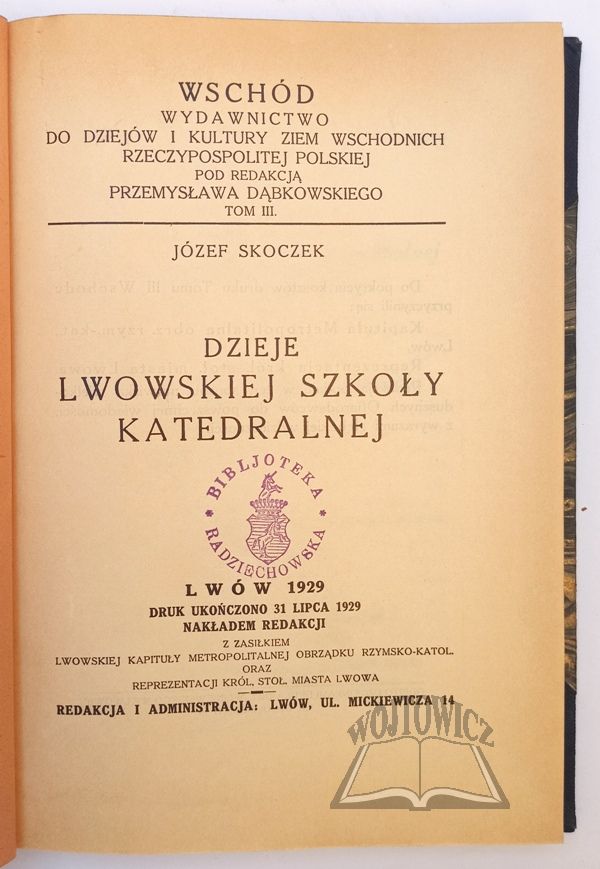 WSCHÓD
WYDAWNICTWO
DO DZIEJÓW I KULTURY ZIEM WSCHODNICH
RZECZYPOSPOLITEJ POLSKIEJ
POD REDAKCJĄ
PRZEMYSŁAWA DĄBKOWSKIEGO
TOM III.
JÓZEF SKOCZEK
DZIEJE
LWOWSKIEJ SZKOŁY
KATEDRALNEJ
* BIBLJOTEKA *
RADZIECHOWSKA
LWÓW 1929
DRUK UKOŃCZONO 31 LIPCA 1929
NAKŁADEM REDAKCJI
Z ZASIŁKIEM
LWOWSKIEJ KAPITUŁY METROPOLITALNEJ OBRZĄDKU RZYMSKO-KATOL.
ORAZ
REPREZENTACJI KRÓL. STOŁ. MIASTA LWOWA
REDAKCJA I ADMINISTRACJA: LWÓW, UL. MICKIEWICZA 14
WÓJTOWICZ